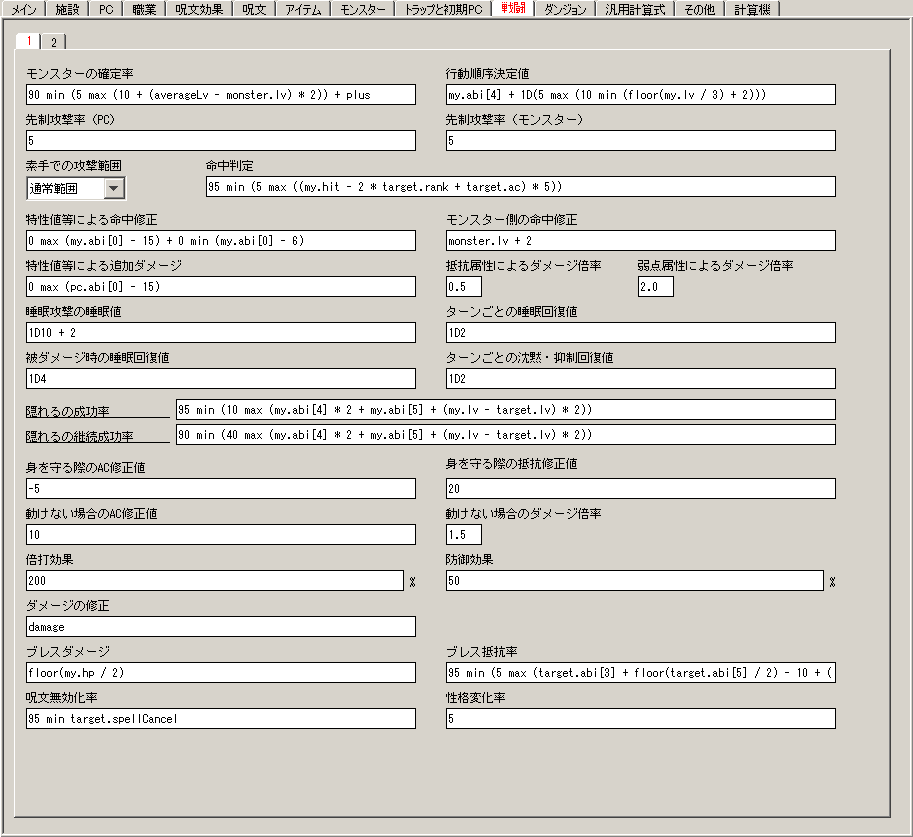 メイン 施設 PC 職業 呪文効果 呪文 アイテム モンスター トラップと初期PC 戦闘 ダンジョン 汎用計算式 その他 計算機
1 2
モンスターの確定率 行動順序決定値
90 min (5 max (10 + (averageLv - monster.lv) * 2)) + plus my.abi[4] + 1D(5 max (10 min (floor(my.lv / 3) + 2)))
先制攻撃率（PC） 先制攻撃率（モンスター）
5 5
素手での攻撃範囲 命中判定
通常範囲 95 min (5 max ((my.hit - 2 * target.rank + target.ac) * 5))
特性値等による命中修正 モンスター側の命中修正
0 max (my.abi[0] - 15) + 0 min (my.abi[0] - 6) monster.lv + 2
特性値等による追加ダメージ 抵抗属性によるダメージ倍率 弱点属性によるダメージ倍率
0 max (pc.abi[0] - 15) 0.5 2.0
睡眠攻撃の睡眠値 ターンごとの睡眠回復値
1D10 + 2 1D2
被ダメージ時の睡眠回復値 ターンごとの沈黙・抑制回復値
1D4 1D2
隠れるの成功率 95 min (10 max (my.abi[4] * 2 + my.abi[5] + (my.lv - target.lv) * 2))
隠れるの継続成功率 90 min (40 max (my.abi[4] * 2 + my.abi[5] + (my.lv - target.lv) * 2))
身を守る際のAC修正値 身を守る際の抵抗修正値
-5 20
動けない場合のAC修正値 動けない場合のダメージ倍率
10 1.5
倍打効果 防御効果
200 % 50 %
ダメージの修正
damage
ブレスダメージ ブレス抵抗率
floor(my.hp / 2) 95 min (5 max (target.abi[3] + floor(target.abi[5] / 2) - 10 + (
呪文無効化率 性格変化率
95 min target.spellCancel 5